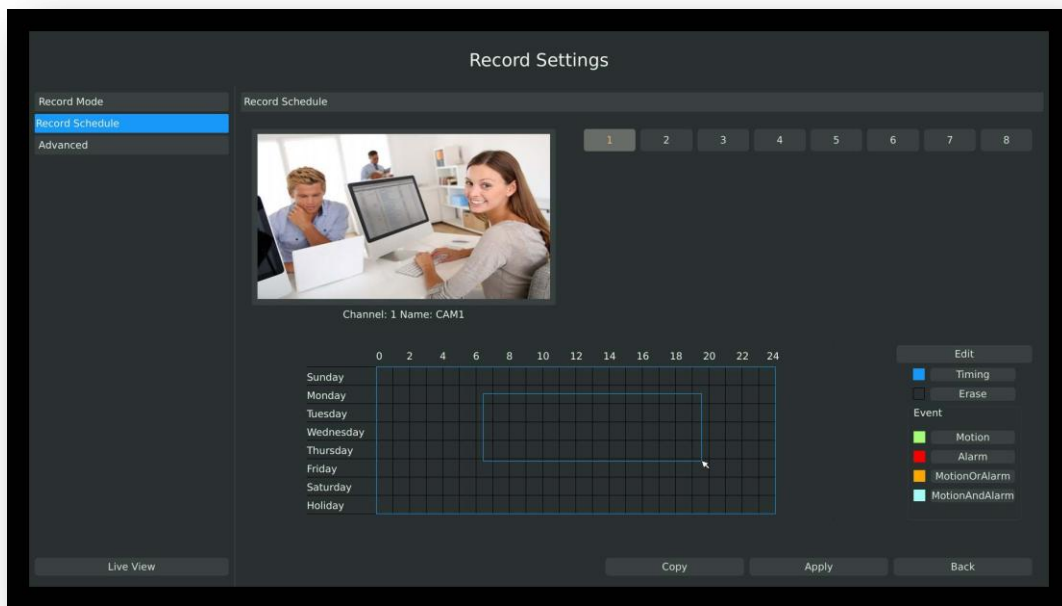 Record Settings
Record Mode
Record Schedule
Advanced
Record Schedule
1 2 3 4 5 6 7 8
Channel: 1 Name: CAM1
0 2 4 6 8 10 12 14 16 18 20 22 24
Sunday
Monday
Tuesday
Wednesday
Thursday
Friday
Saturday
Holiday
Edit
Timing
Erase
Event
Motion
Alarm
MotionOrAlarm
MotionAndAlarm
Live View
Copy
Apply
Back